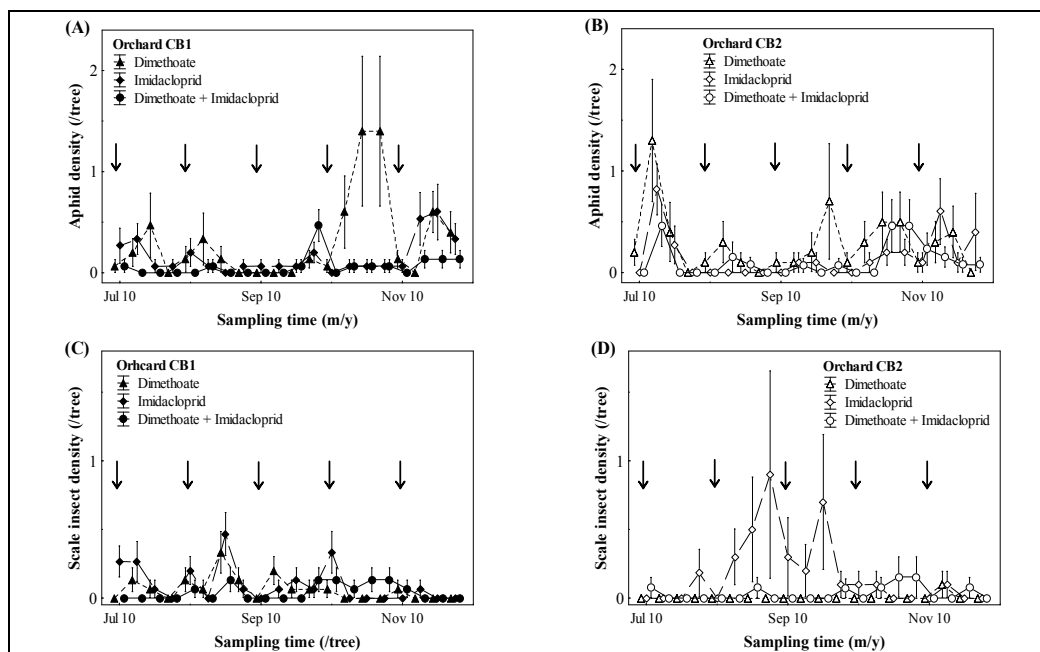 (A)
Orchard CB1
Dimethoate
Imidacloprid
Dimethoate + Imidacloprid
Aphid density (/tree)
2
1
0
Jul 10
Sep 10
Nov 10
Sampling time (m/y)
(B)
Orchard CB2
Dimethoate
Imidacloprid
Dimethoate + Imidacloprid
Aphid density (/tree)
2
1
0
Jul 10
Sep 10
Nov 10
Sampling time (m/y)
(C)
Orhcard CB1
Dimethoate
Imidacloprid
Dimethoate + Imidacloprid
Scale insect density (/tree)
1
0
Jul 10
Sep 10
Nov 10
Sampling time (/tree)
(D)
Orchard CB2
Dimethoate
Imidacloprid
Dimethoate + Imidacloprid
Scale insect density (/tree)
1
0
Jul 10
Sep 10
Nov 10
Sampling time (m/y)